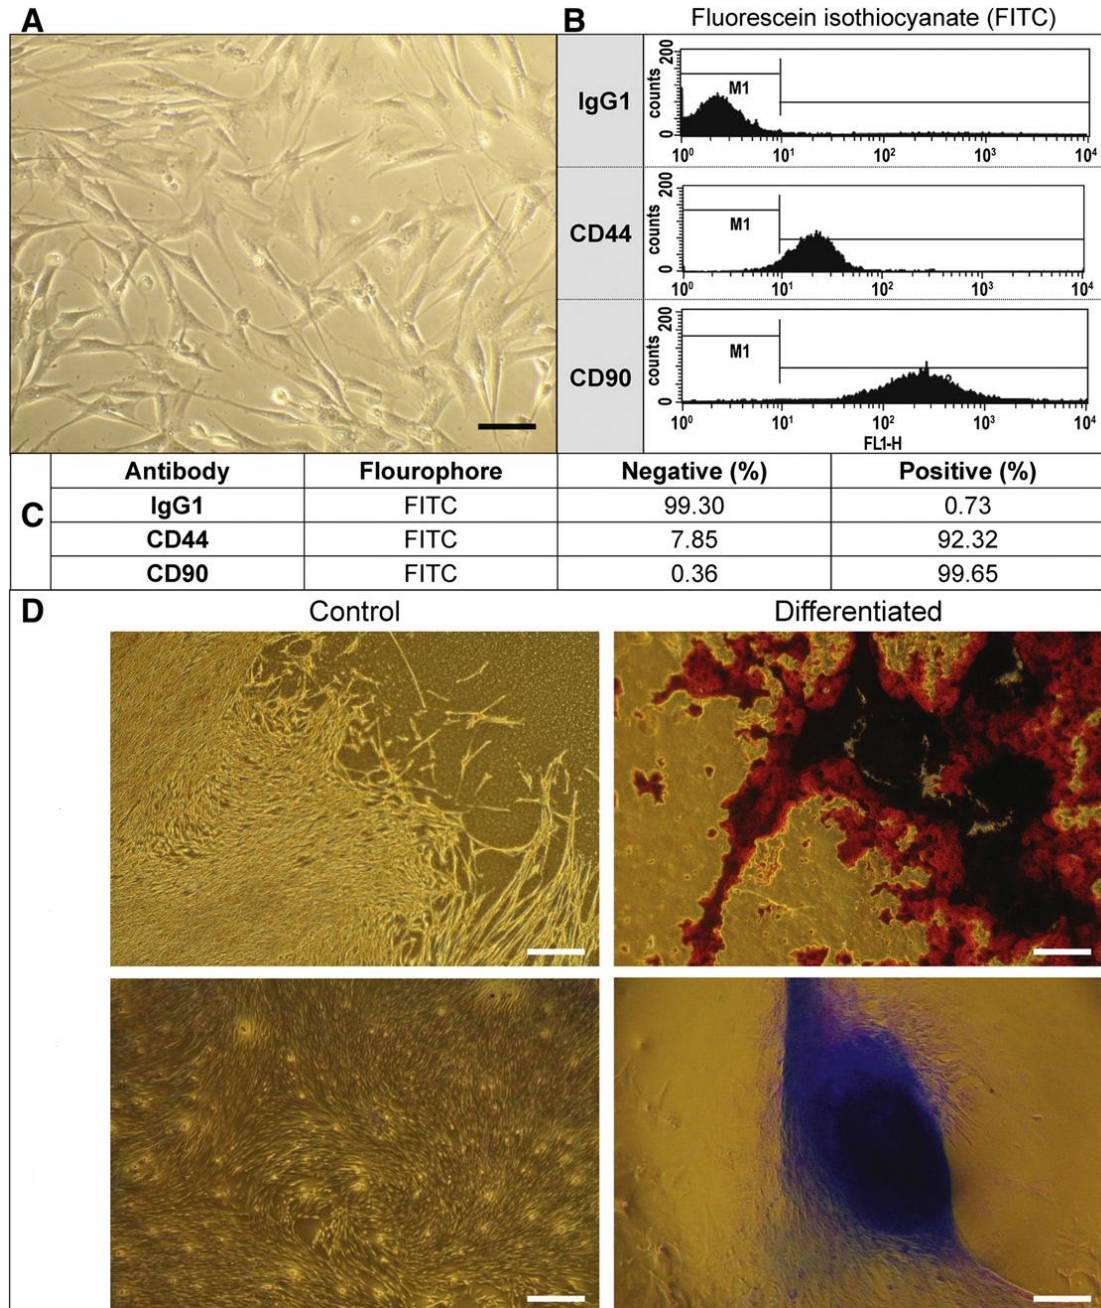 A
B
Fluorescein isothiocyanate (FITC)
IgG1
counts
200
0
M1
10⁰ 10¹ 10² 10³ 10⁴
CD44
counts
200
0
M1
10⁰ 10¹ 10² 10³ 10⁴
CD90
counts
200
0
M1
10⁰ 10¹ 10² 10³ 10⁴
FL1-H
C
Antibody Flourophore Negative (%) Positive (%)
IgG1 FITC 99.30 0.73
CD44 FITC 7.85 92.32
CD90 FITC 0.36 99.65
D
Control Differentiated